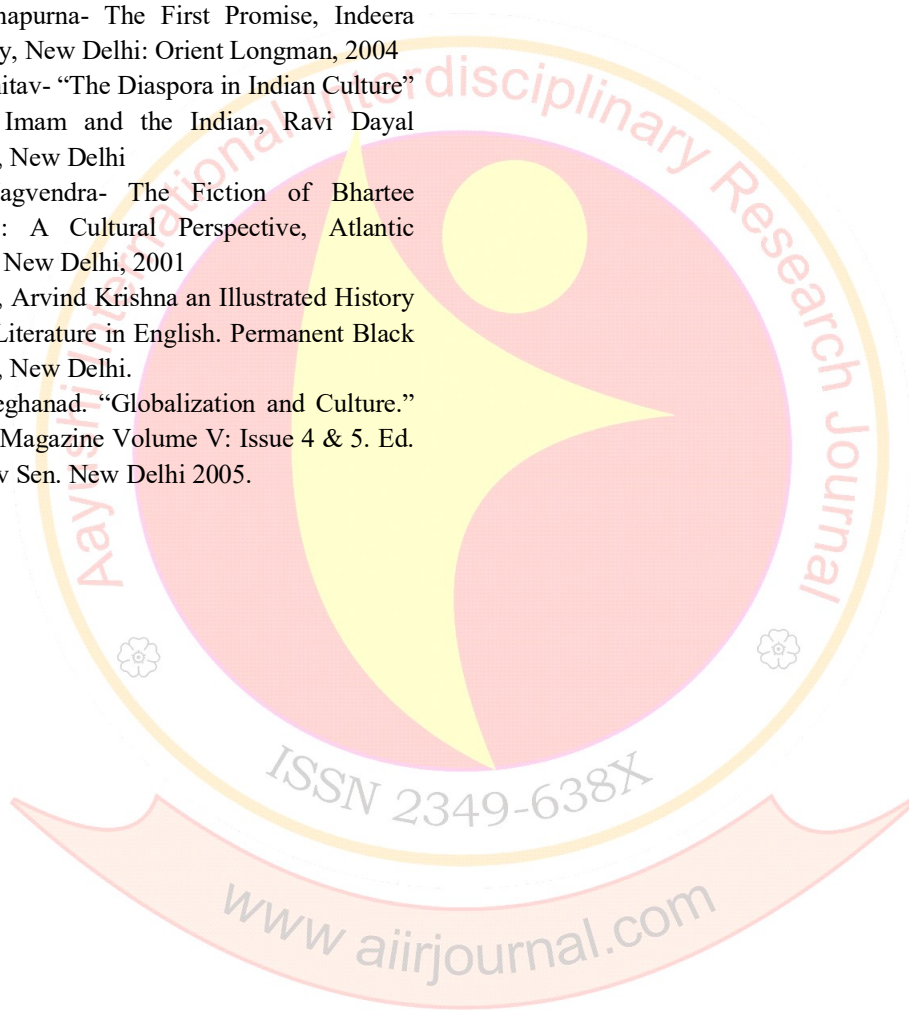 napurna- The First Promise, Indeera
y, New Delhi: Orient Longman, 2004
itav- “The Diaspora in Indian Culture”
Imam and the Indian, Ravi Dayal
, New Delhi
agvendra- The Fiction of Bhartee
: A Cultural Perspective, Atlantic
New Delhi, 2001
, Arvind Krishna an Illustrated History
Literature in English. Permanent Black
, New Delhi.
eghanad. “Globalization and Culture.”
Magazine Volume V: Issue 4 & 5. Ed.
v Sen. New Delhi 2005.
Aayushi International Interdisciplinary Research Journal
ISSN 2349-638X
www aiirjournal.com